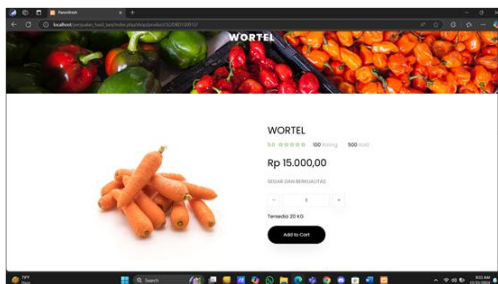 WORTEL
WORTEL
5.0 100 Rating 500 Sold
Rp 15.000,00
SEGAR DAN BERKUALITAS
- 1 +
Tersedia 20 KG
Add to Cart
Search